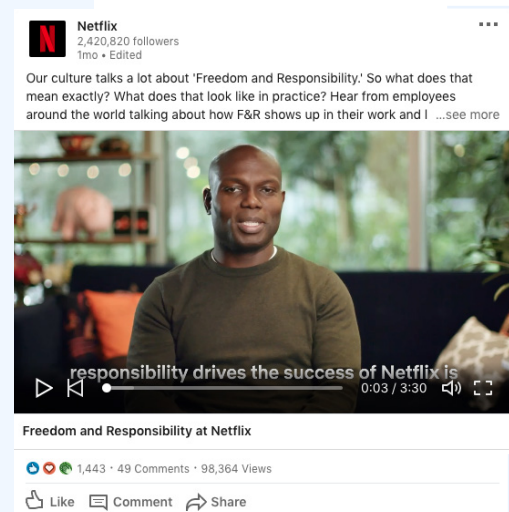 Netflix
2,420,820 followers
1mo • Edited
Our culture talks a lot about 'Freedom and Responsibility.' So what does that
mean exactly? What does that look like in practice? Hear from employees
around the world talking about how F&R shows up in their work and l ...see more
responsibility drives the success of Netflix is
0:03 / 3:30
Freedom and Responsibility at Netflix
1,443 · 49 Comments · 98,364 Views
Like Comment Share